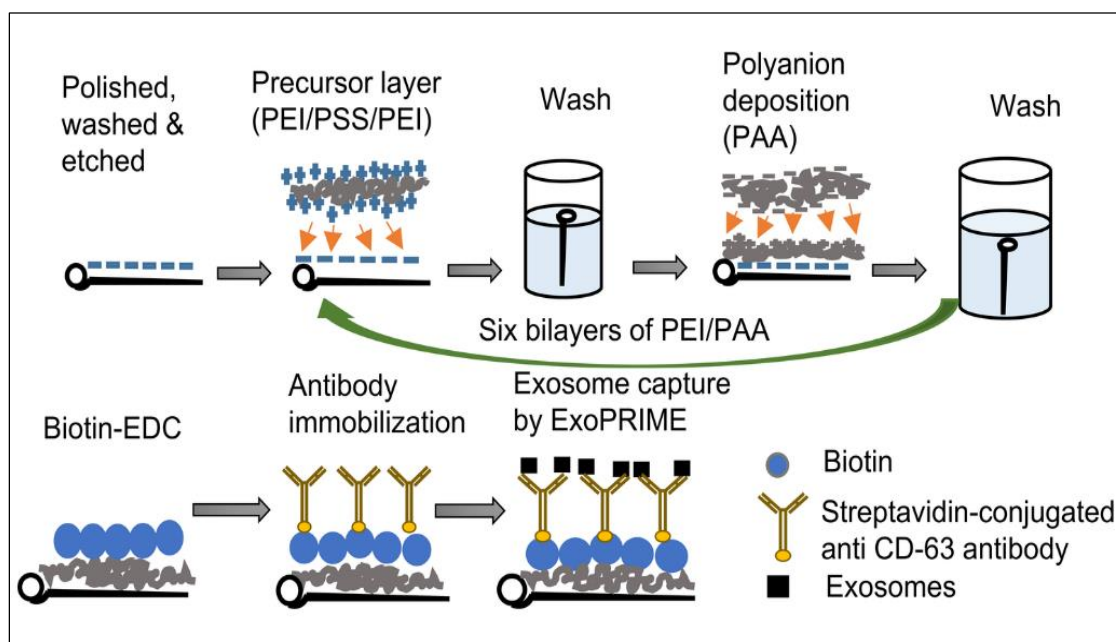 Polished,
washed &
etched
Precursor layer
(PEI/PSS/PEI)
Wash
Polyanion
deposition
(PAA)
Wash
Six bilayers of PEI/PAA
Biotin-EDC
Antibody
immobilization
Exosome capture
by ExoPRIME
Biotin
Streptavidin-conjugated
anti CD-63 antibody
Exosomes